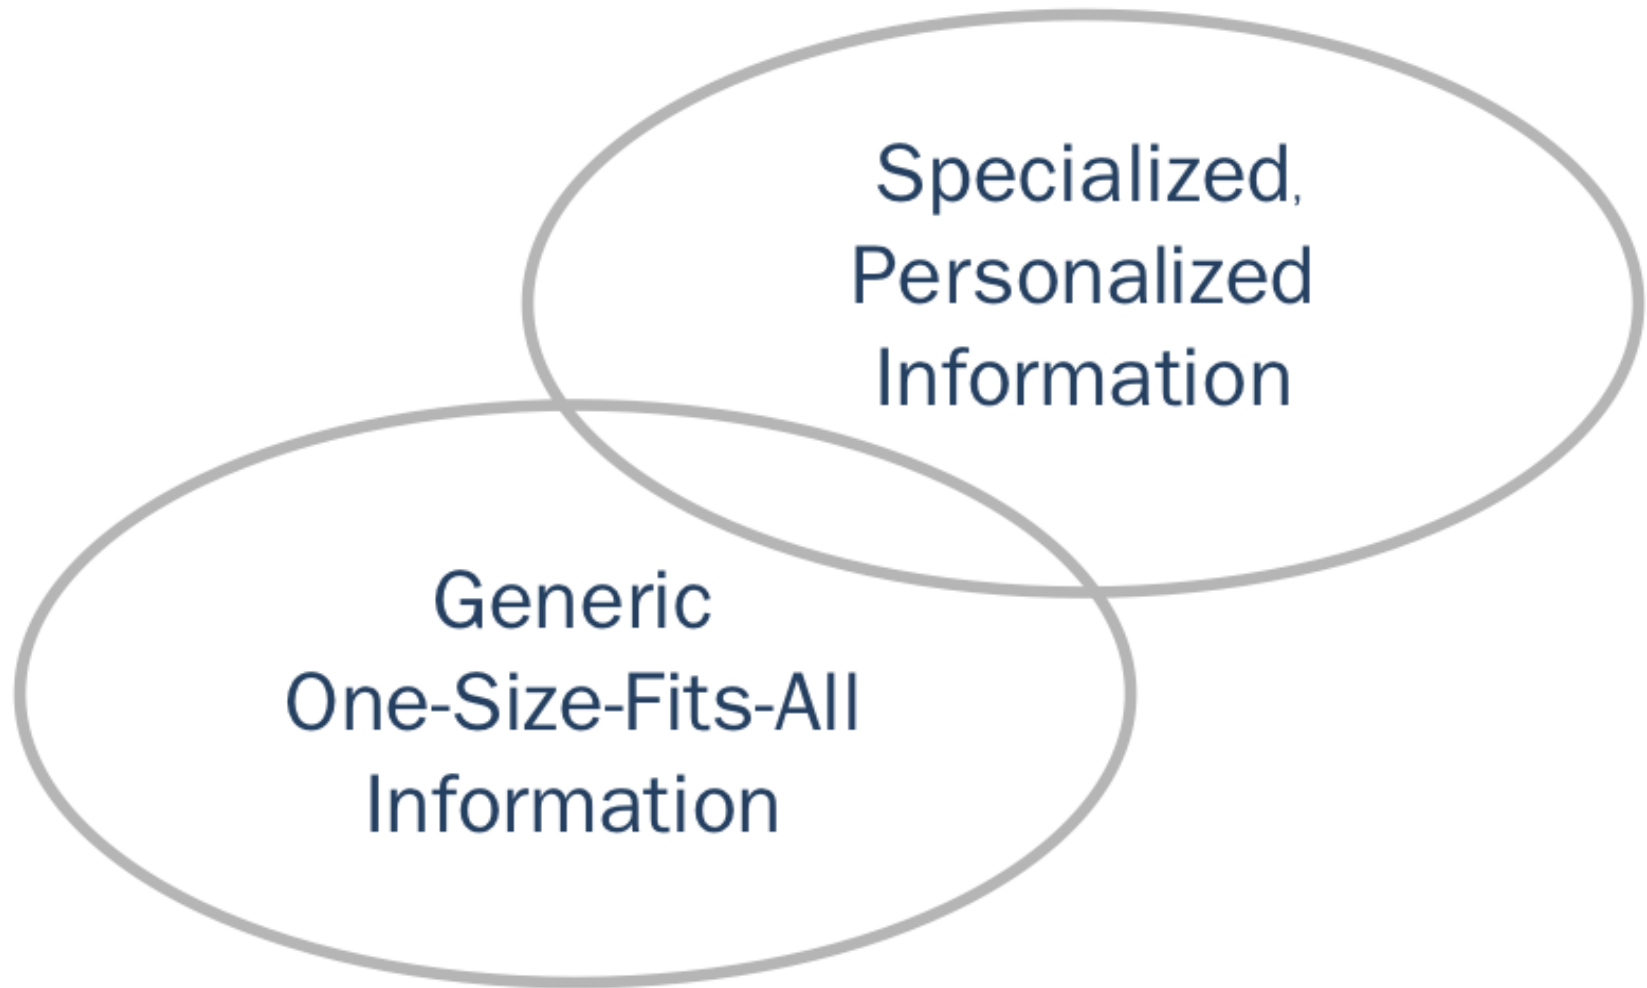 Specialized,
Personalized
Information
Generic
One-Size-Fits-All
Information